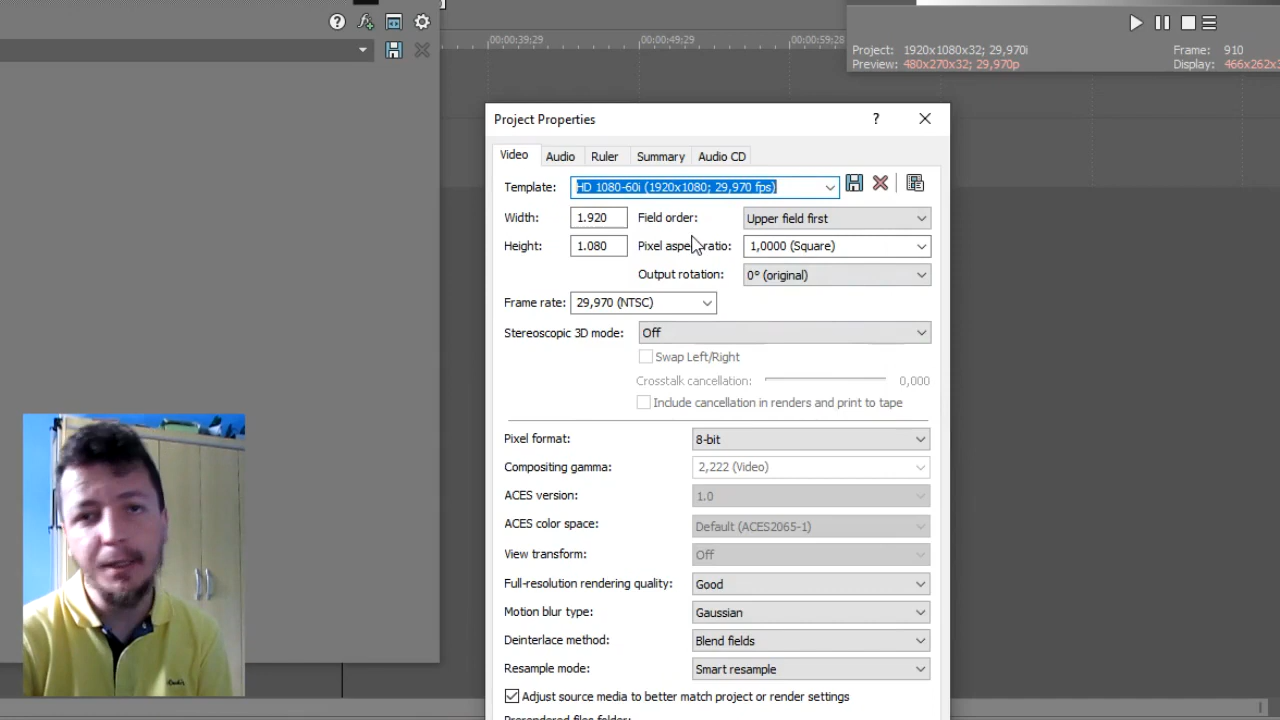 00:00:39;29 00:00:49;29 00:00:59;28
Project: 1920x1080x32; 29,970i Frame: 910
Preview: 480x270x32; 29,970p Display: 466x262x3
Project Properties ?
Video Audio Ruler Summary Audio CD
Template: HD 1080-60i (1920x1080; 29,970 fps)
Width: 1.920 Field order: Upper field first
Height: 1.080 Pixel aspect ratio: 1,0000 (Square)
Output rotation: 0° (original)
Frame rate: 29,970 (NTSC)
Stereoscopic 3D mode: Off
Swap Left/Right
Crosstalk cancellation: 0,000
Include cancellation in renders and print to tape
Pixel format: 8-bit
Compositing gamma: 2,222 (Video)
ACES version: 1.0
ACES color space: Default (ACES2065-1)
View transform: Off
Full-resolution rendering quality: Good
Motion blur type: Gaussian
Deinterlace method: Blend fields
Resample mode: Smart resample
Adjust source media to better match project or render settings
Prerendered files folder: